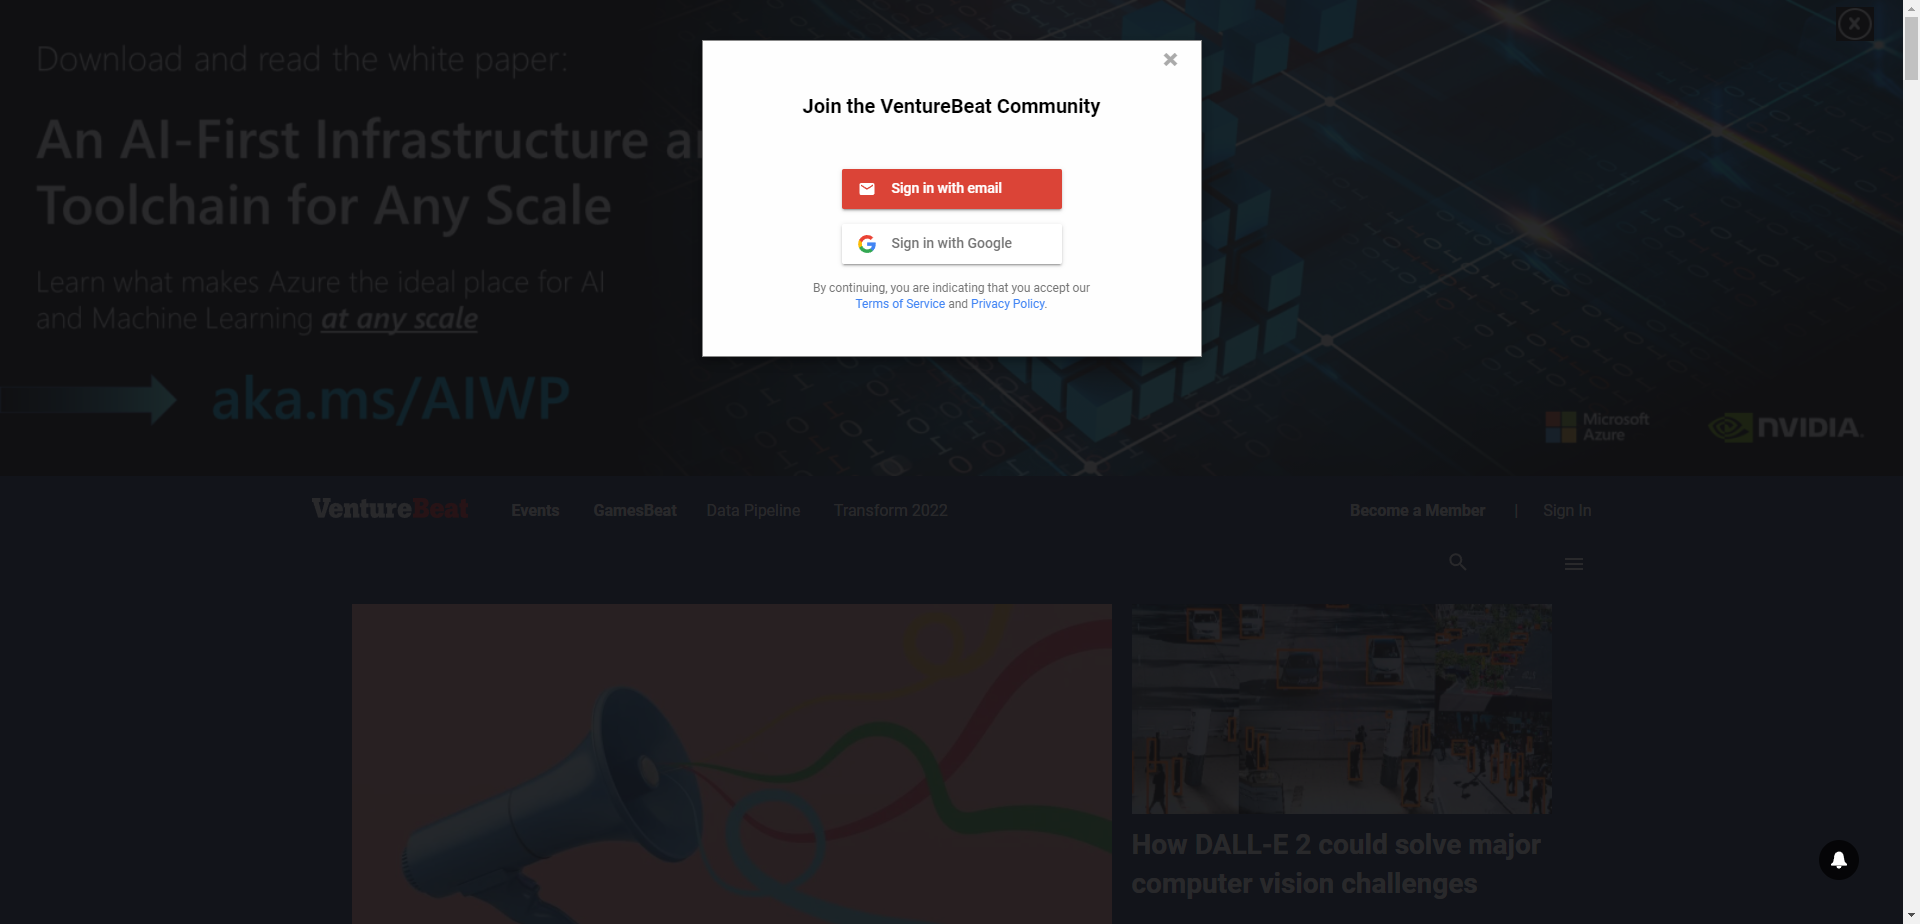 Download and read the white paper:
An AI-First Infrastructure
Toolchain for Any Scale
Learn what makes Azure the ideal place for AI
and Machine Learning at any scale
aka.ms/AIWP
Join the VentureBeat Community
Sign in with email
Sign in with Google
By continuing, you are indicating that you accept our
Terms of Service and Privacy Policy.
Microsoft
Azure
NVIDIA.
VentureBeat
Events
GamesBeat
Data Pipeline
Transform 2022
Become a Member
|
Sign In
How DALL-E 2 could solve major
computer vision challenges